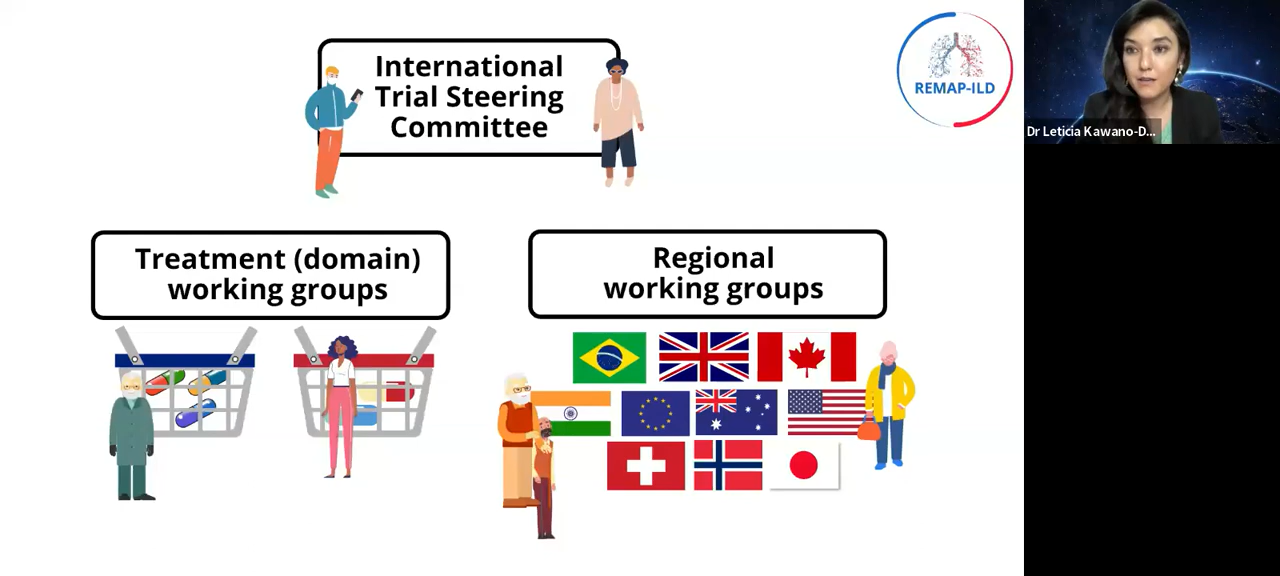 International
Trial Steering
Committee
REMAP-ILD
Dr Leticia Kawano-D...
Treatment (domain)
working groups
Regional
working groups